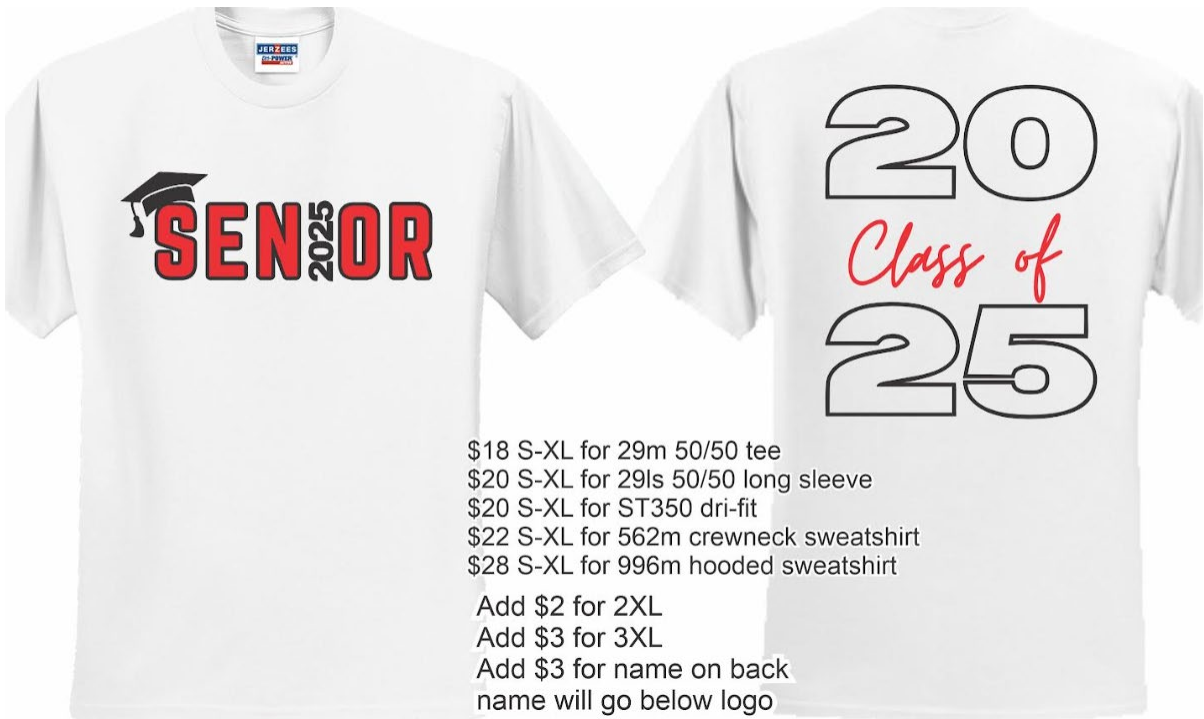 JERZEES
DRI-POWER
SENIOR
2025
20
Class of
25
$18 S-XL for 29m 50/50 tee
$20 S-XL for 29ls 50/50 long sleeve
$20 S-XL for ST350 dri-fit
$22 S-XL for 562m crewneck sweatshirt
$28 S-XL for 996m hooded sweatshirt
Add $2 for 2XL
Add $3 for 3XL
Add $3 for name on back
name will go below logo